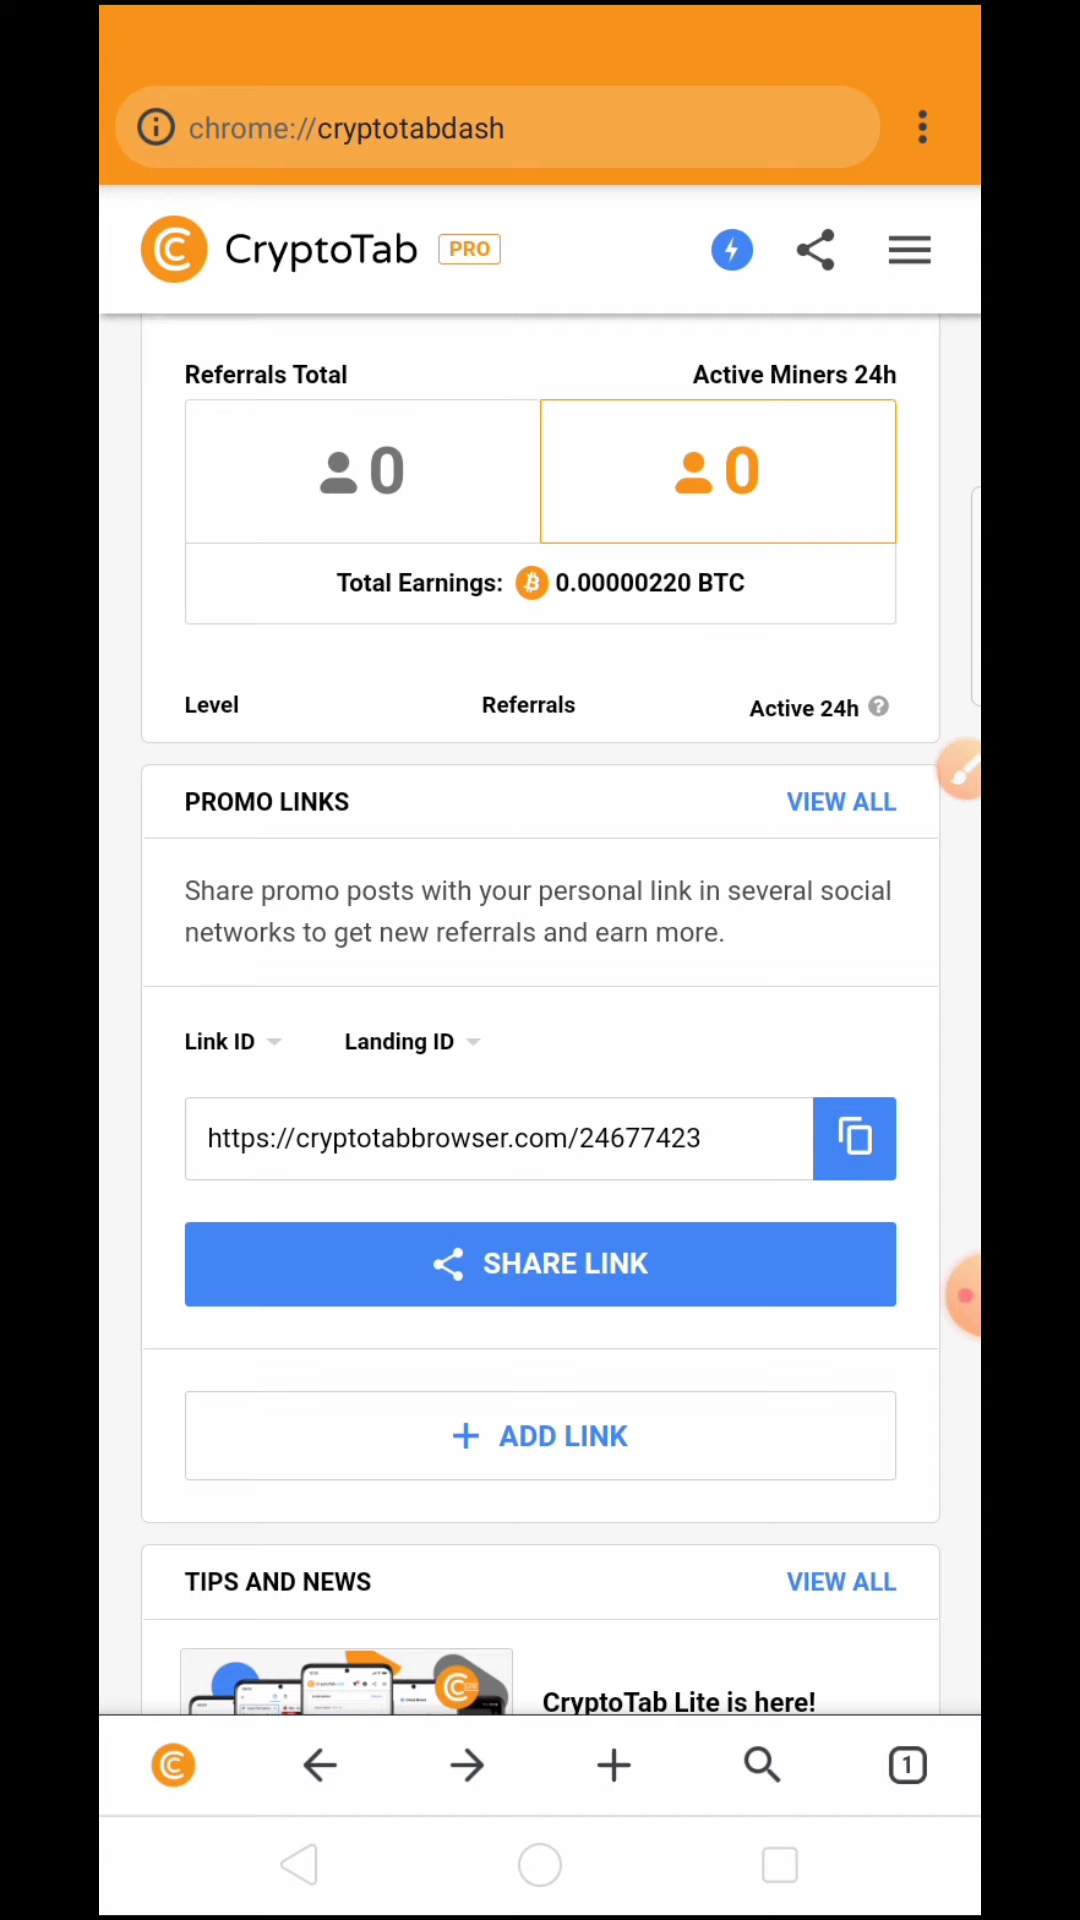 chrome://cryptotabdash
CryptoTab PRO
Referrals Total Active Miners 24h
0 0
Total Earnings: 0.00000220 BTC
Level Referrals Active 24h
PROMO LINKS VIEW ALL
Share promo posts with your personal link in several social
networks to get new referrals and earn more.
Link ID Landing ID
https://cryptotabbrowser.com/24677423
SHARE LINK
+ ADD LINK
TIPS AND NEWS VIEW ALL
CryptoTab Lite is here!
1